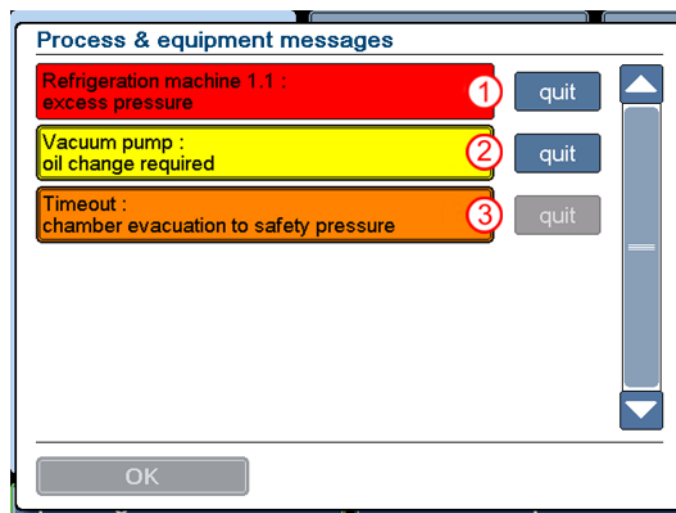 Process & equipment messages
Refrigeration machine 1.1 :
excess pressure
1
quit
Vacuum pump :
oil change required
2
quit
Timeout :
chamber evacuation to safety pressure
3
quit
OK